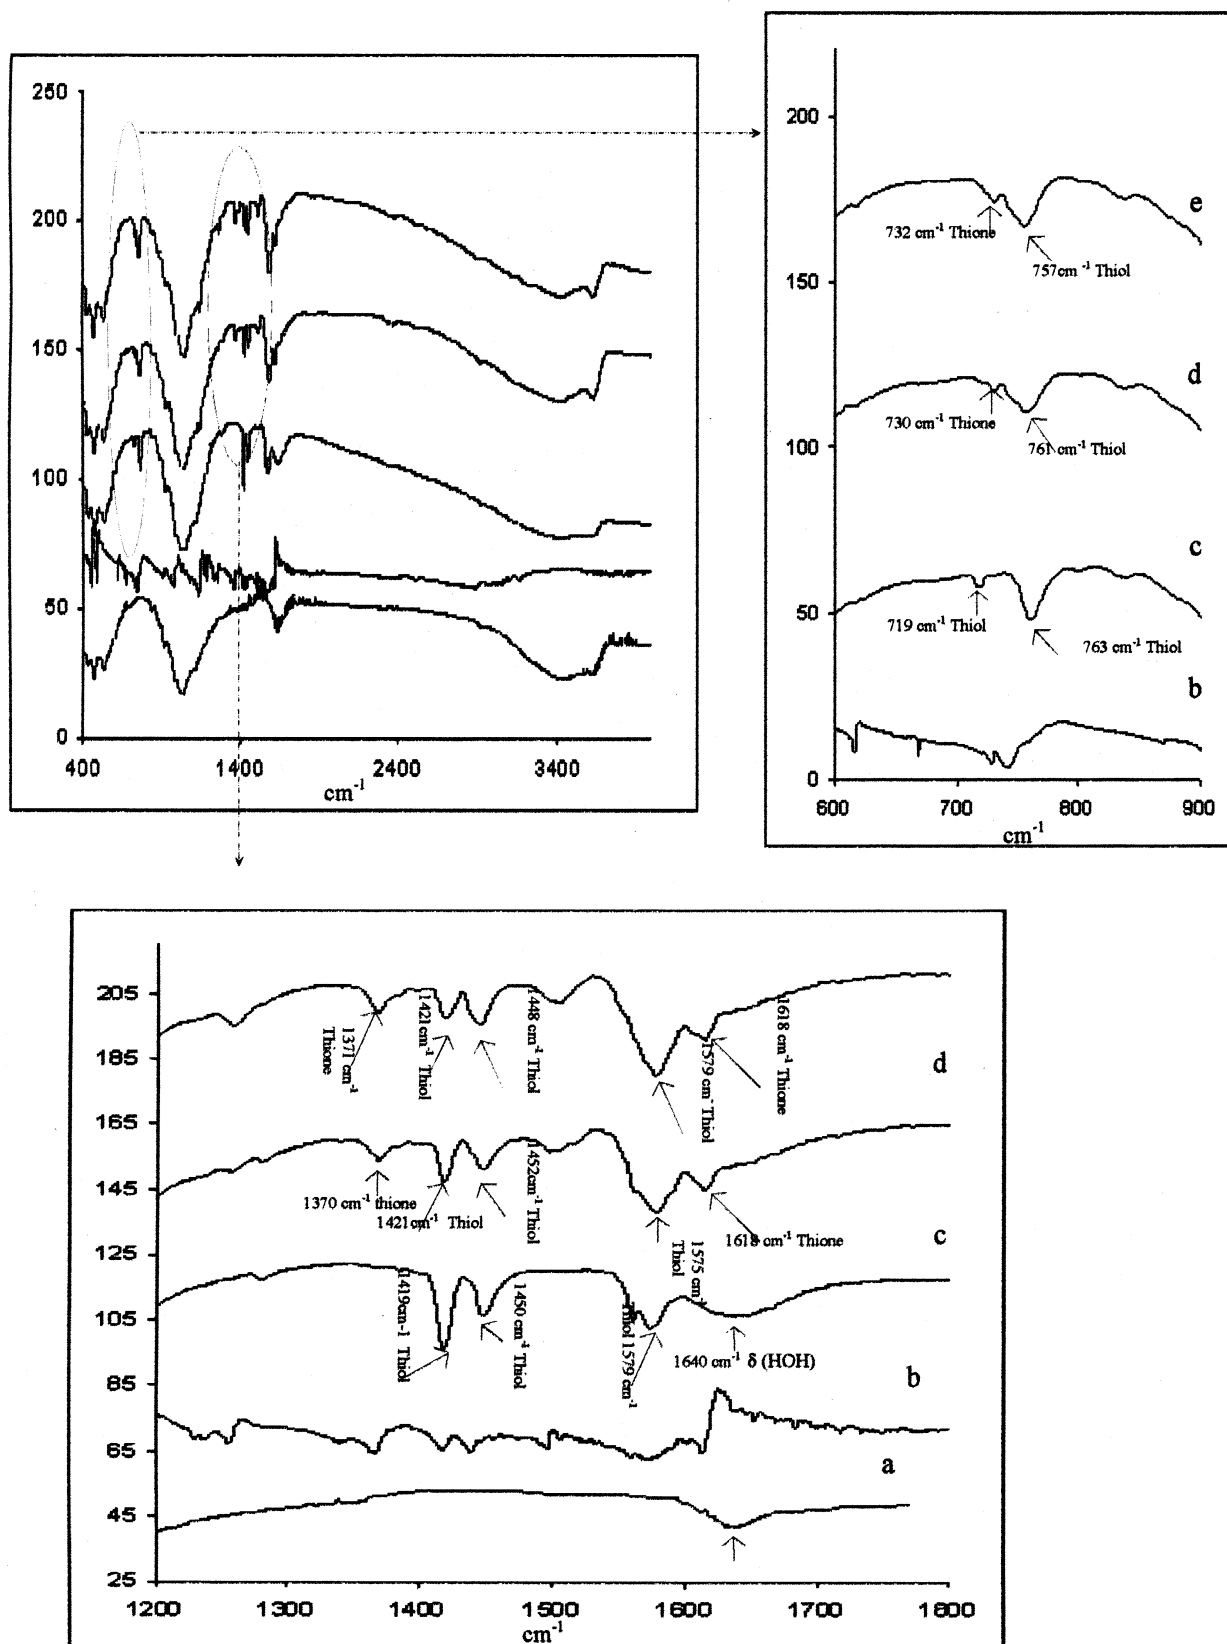 250
200
150
100
50
0
400
1400
2400
3400
cm-1
200
150
100
50
0
e
732 cm-1 Thione
757cm-1 Thiol
d
730 cm-1 Thione
761 cm-1 Thiol
c
719 cm-1 Thiol
763 cm-1 Thiol
b
600
700
800
900
cm-1
205
185
165
145
125
105
85
65
45
25
1371 cm-1
Thione
1421cm-1 Thiol
1448 cm-1 Thiol
1579 cm- Thiol
1618 cm-1 Thione
d
1370 cm-1 thione
1421cm-1 Thiol
1452cm-1 Thiol
1575 cm-1
Thiol
1618 cm-1 Thione
c
1419cm-1 Thiol
1450 cm-1 Thiol
Thiol 1579 cm-1
1640 cm-1 δ (HOH)
b
a
1200
1300
1400
1500
1600
1700
1800
cm-1